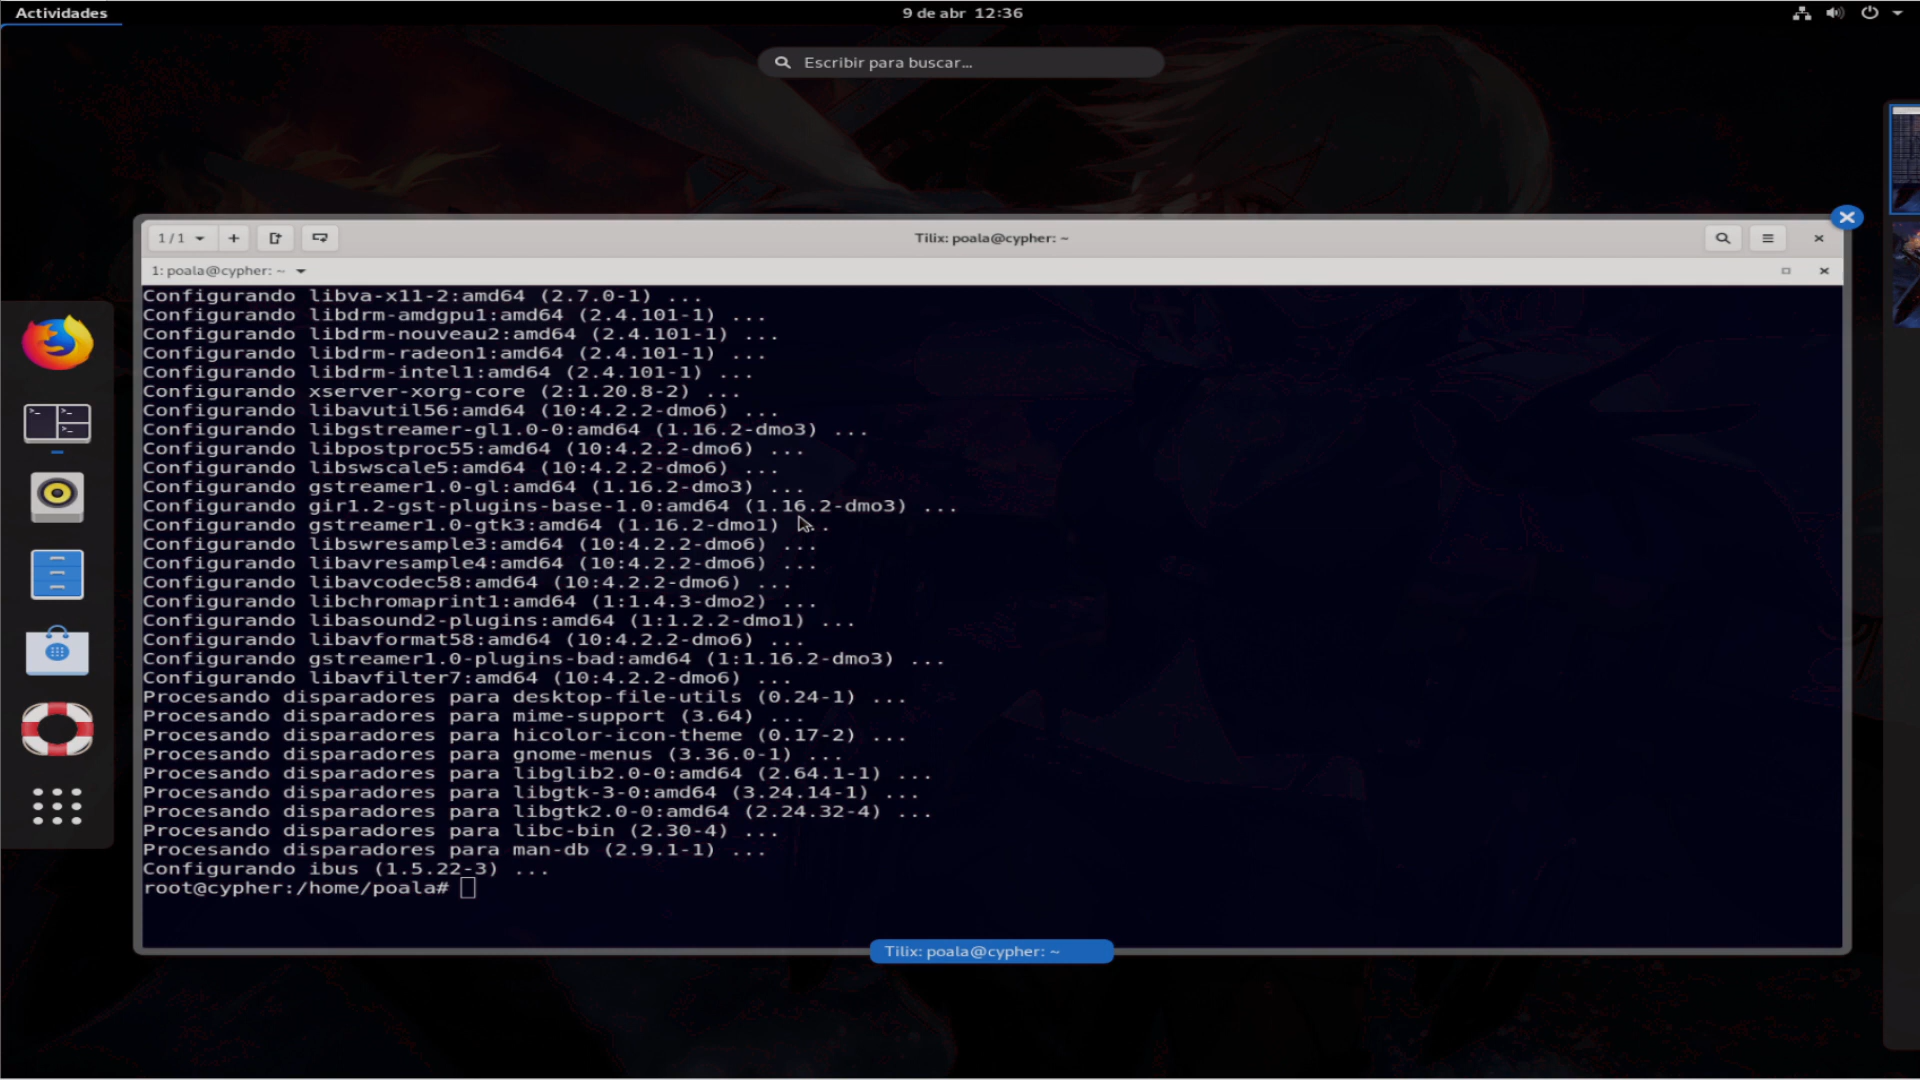 Actividades
9 de abr 12:36
Escribir para buscar...
1 / 1
Tilix: poala@cypher: ~
1: poala@cypher: ~
Configurando libva-x11-2:amd64 (2.7.0-1) ...
Configurando libdrm-amdgpu1:amd64 (2.4.101-1) ...
Configurando libdrm-nouveau2:amd64 (2.4.101-1) ...
Configurando libdrm-radeon1:amd64 (2.4.101-1) ...
Configurando libdrm-intel1:amd64 (2.4.101-1) ...
Configurando xserver-xorg-core (2:1.20.8-2) ...
Configurando libavutil56:amd64 (10:4.2.2-dmo6) ...
Configurando libgstreamer-gl1.0-0:amd64 (1.16.2-dmo3) ...
Configurando libpostproc55:amd64 (10:4.2.2-dmo6) ...
Configurando libswscale5:amd64 (10:4.2.2-dmo6) ...
Configurando gstreamer1.0-gl:amd64 (1.16.2-dmo3) ...
Configurando gir1.2-gst-plugins-base-1.0:amd64 (1.16.2-dmo3) ...
Configurando gstreamer1.0-gtk3:amd64 (1.16.2-dmo1) ...
Configurando libswresample3:amd64 (10:4.2.2-dmo6) ...
Configurando libavresample4:amd64 (10:4.2.2-dmo6) ...
Configurando libavcodec58:amd64 (10:4.2.2-dmo6) ...
Configurando libchromaprint1:amd64 (1:1.4.3-dmo2) ...
Configurando libasound2-plugins:amd64 (1:1.2.2-dmo1) ...
Configurando libavformat58:amd64 (10:4.2.2-dmo6) ...
Configurando gstreamer1.0-plugins-bad:amd64 (1:1.16.2-dmo3) ...
Configurando libavfilter7:amd64 (10:4.2.2-dmo6) ...
Procesando disparadores para desktop-file-utils (0.24-1) ...
Procesando disparadores para mime-support (3.64) ...
Procesando disparadores para hicolor-icon-theme (0.17-2) ...
Procesando disparadores para gnome-menus (3.36.0-1) ...
Procesando disparadores para libglib2.0-0:amd64 (2.64.1-1) ...
Procesando disparadores para libgtk-3-0:amd64 (3.24.14-1) ...
Procesando disparadores para libgtk2.0-0:amd64 (2.24.32-4) ...
Procesando disparadores para libc-bin (2.30-4) ...
Procesando disparadores para man-db (2.9.1-1) ...
Configurando ibus (1.5.22-3) ...
root@cypher:/home/poala#
Tilix: poala@cypher: ~